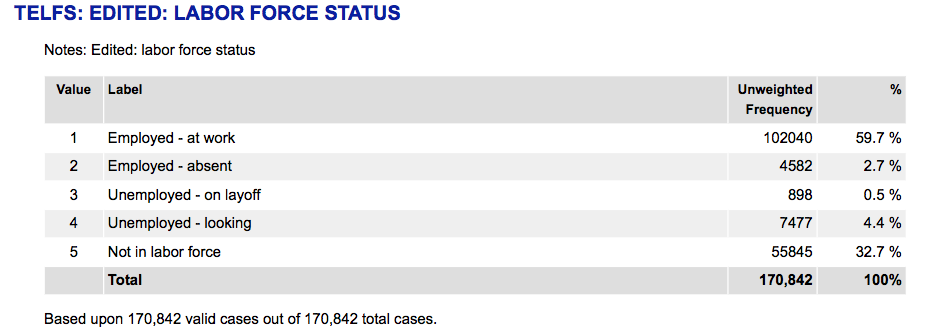 TELFS: EDITED: LABOR FORCE STATUS
Notes: Edited: labor force status
Value Label Unweighted Frequency %
1 Employed - at work 102040 59.7 %
2 Employed - absent 4582 2.7 %
3 Unemployed - on layoff 898 0.5 %
4 Unemployed - looking 7477 4.4 %
5 Not in labor force 55845 32.7 %
Total 170,842 100%
Based upon 170,842 valid cases out of 170,842 total cases.